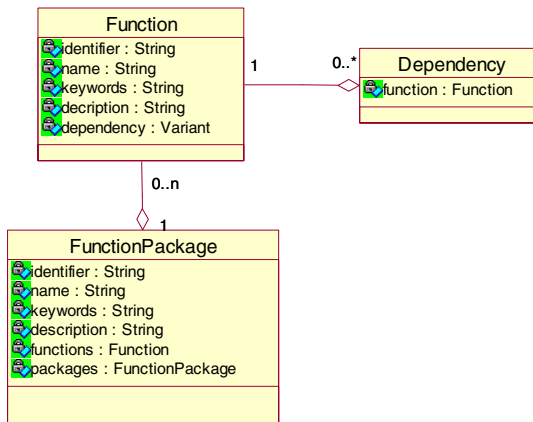 Function
identifier : String
name : String
keywords : String
decription : String
dependency : Variant
1
0..*
Dependency
function : Function
0..n
1
FunctionPackage
identifier : String
name : String
keywords : String
description : String
functions : Function
packages : FunctionPackage